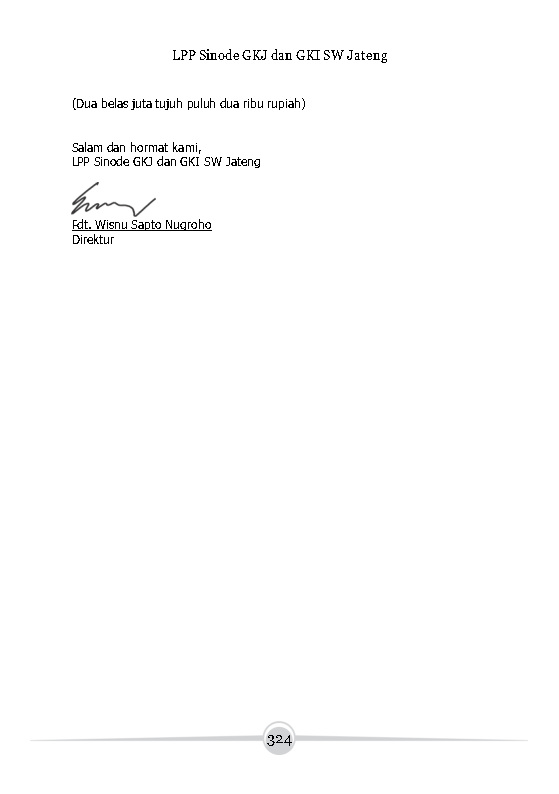 LPP Sinode GKJ dan GKI SW Jateng
(Dua belas juta tujuh puluh dua ribu rupiah)
Salam dan hormat kami,
LPP Sinode GKJ dan GKI SW Jateng
Pdt. Wisnu Sapto Nugroho
Direktur
324